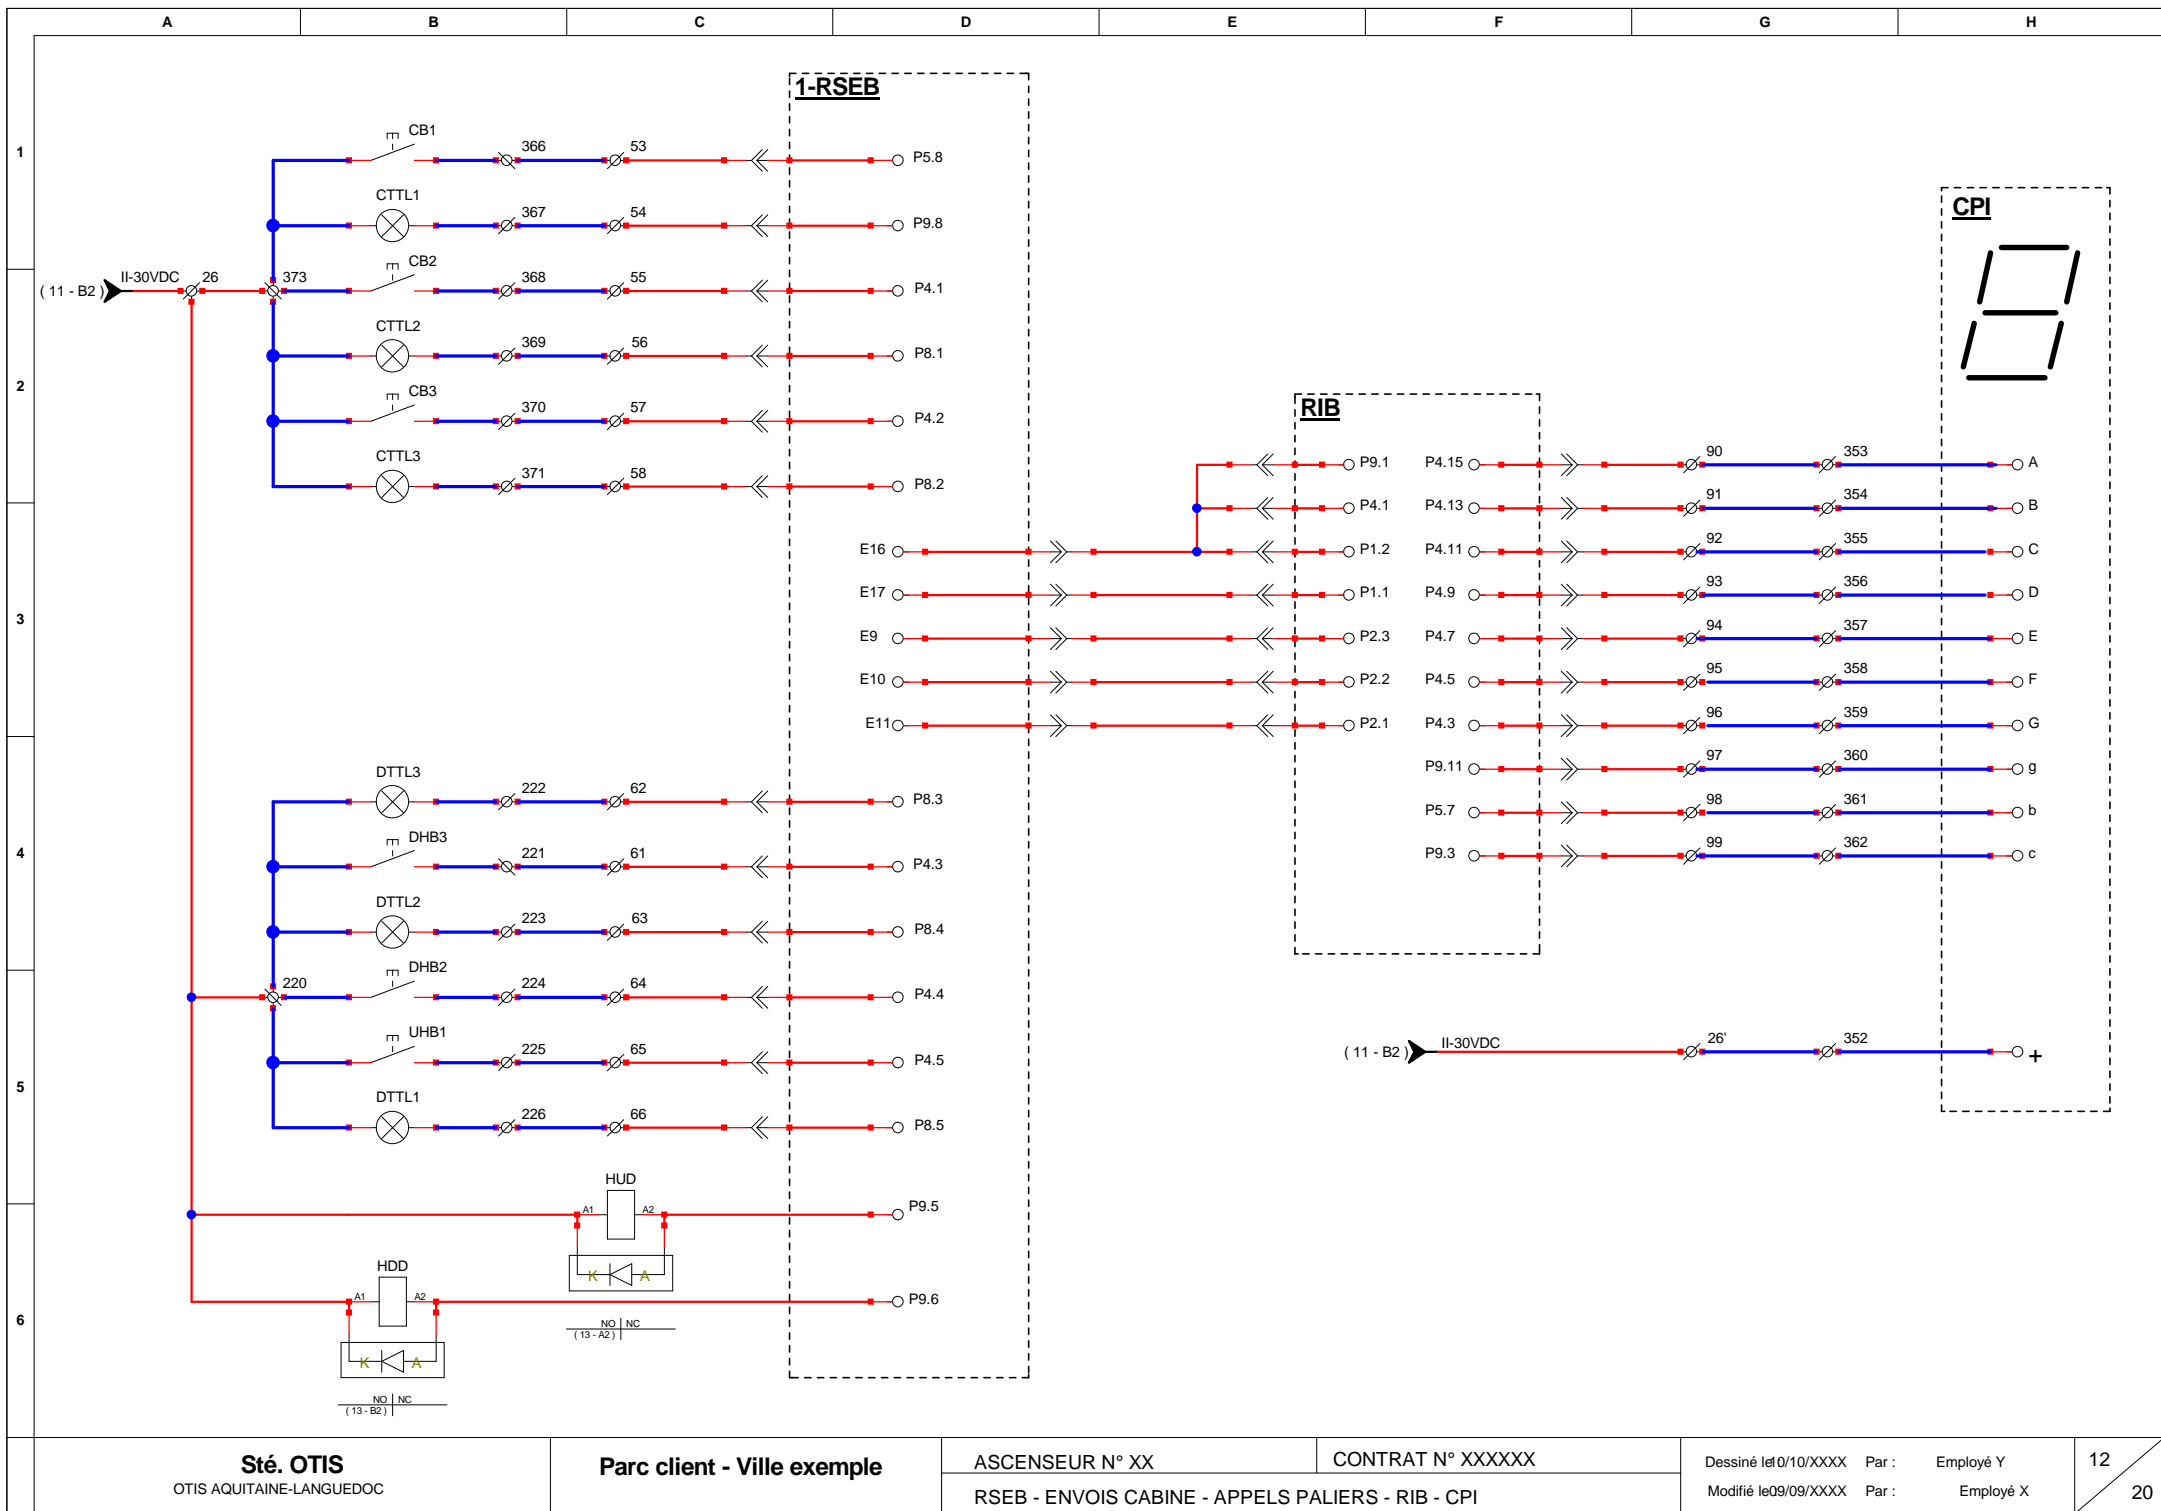 A B C D E F G H
1-RSEB
1
CB1 366 53 P5.8
CTTL1 367 54 P9.8
CPI
( 11 - B2 ) II-30VDC 26 373 CB2 368 55 P4.1
CTTL2 369 56 P8.1
2
CB3 370 57 P4.2
RIB
CTTL3 371 58 P8.2
P9.1 P4.15 90 353 A
P4.1 P4.13 91 354 B
E16 P1.2 P4.11 92 355 C
E17 P1.1 P4.9 93 356 D
3
E9 P2.3 P4.7 94 357 E
E10 P2.2 P4.5 95 358 F
E11 P2.1 P4.3 96 359 G
P9.11 97 360 g
DTTL3 222 62 P8.3
P5.7 98 361 b
4
DHB3 221 61 P4.3
P9.3 99 362 c
DTTL2 223 63 P8.4
220 DHB2 224 64 P4.4
UHB1 225 65 P4.5
( 11 - B2 ) II-30VDC 26' 352 +
5
DTTL1 226 66 P8.5
HUD
A1 A2 P9.5
K A
HDD
A1 A2 P9.6
6
NO NC
( 13 - A2 )
K A
NO NC
( 13 - B2 )
Sté. OTIS
OTIS AQUITAINE-LANGUEDOC
Parc client - Ville exemple
ASCENSEUR N° XX
CONTRAT N° XXXXXX
RSEB - ENVOIS CABINE - APPELS PALIERS - RIB - CPI
Dessiné le 10/10/XXXX Par : Employé Y
Modifié le 09/09/XXXX Par : Employé X
12
20